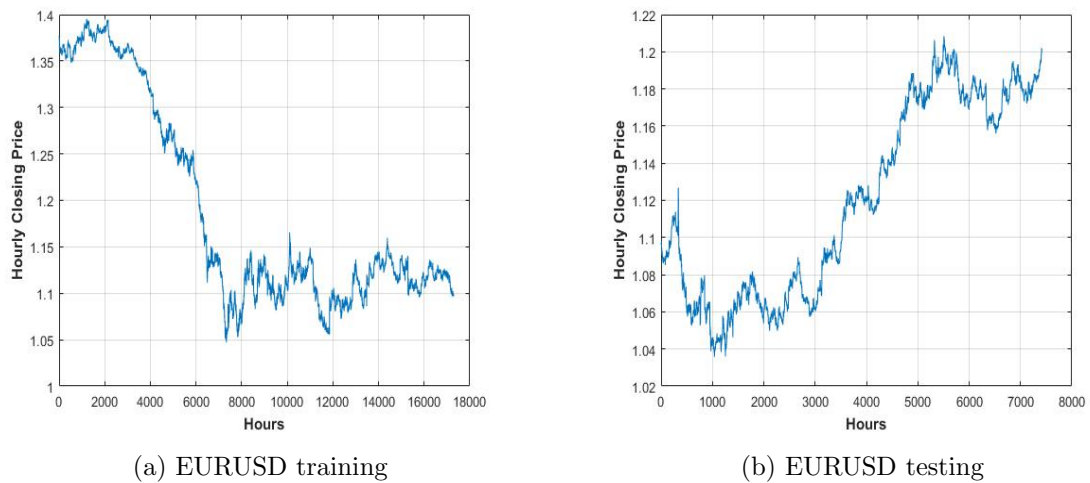 1.4
1.35
1.3
1.25
1.2
1.15
1.1
1.05
1
0 2000 4000 6000 8000 10000 12000 14000 16000 18000
Hourly Closing Price
Hours
(a) EURUSD training
1.22
1.2
1.18
1.16
1.14
1.12
1.1
1.08
1.06
1.04
1.02
0 1000 2000 3000 4000 5000 6000 7000 8000
Hourly Closing Price
Hours
(b) EURUSD testing